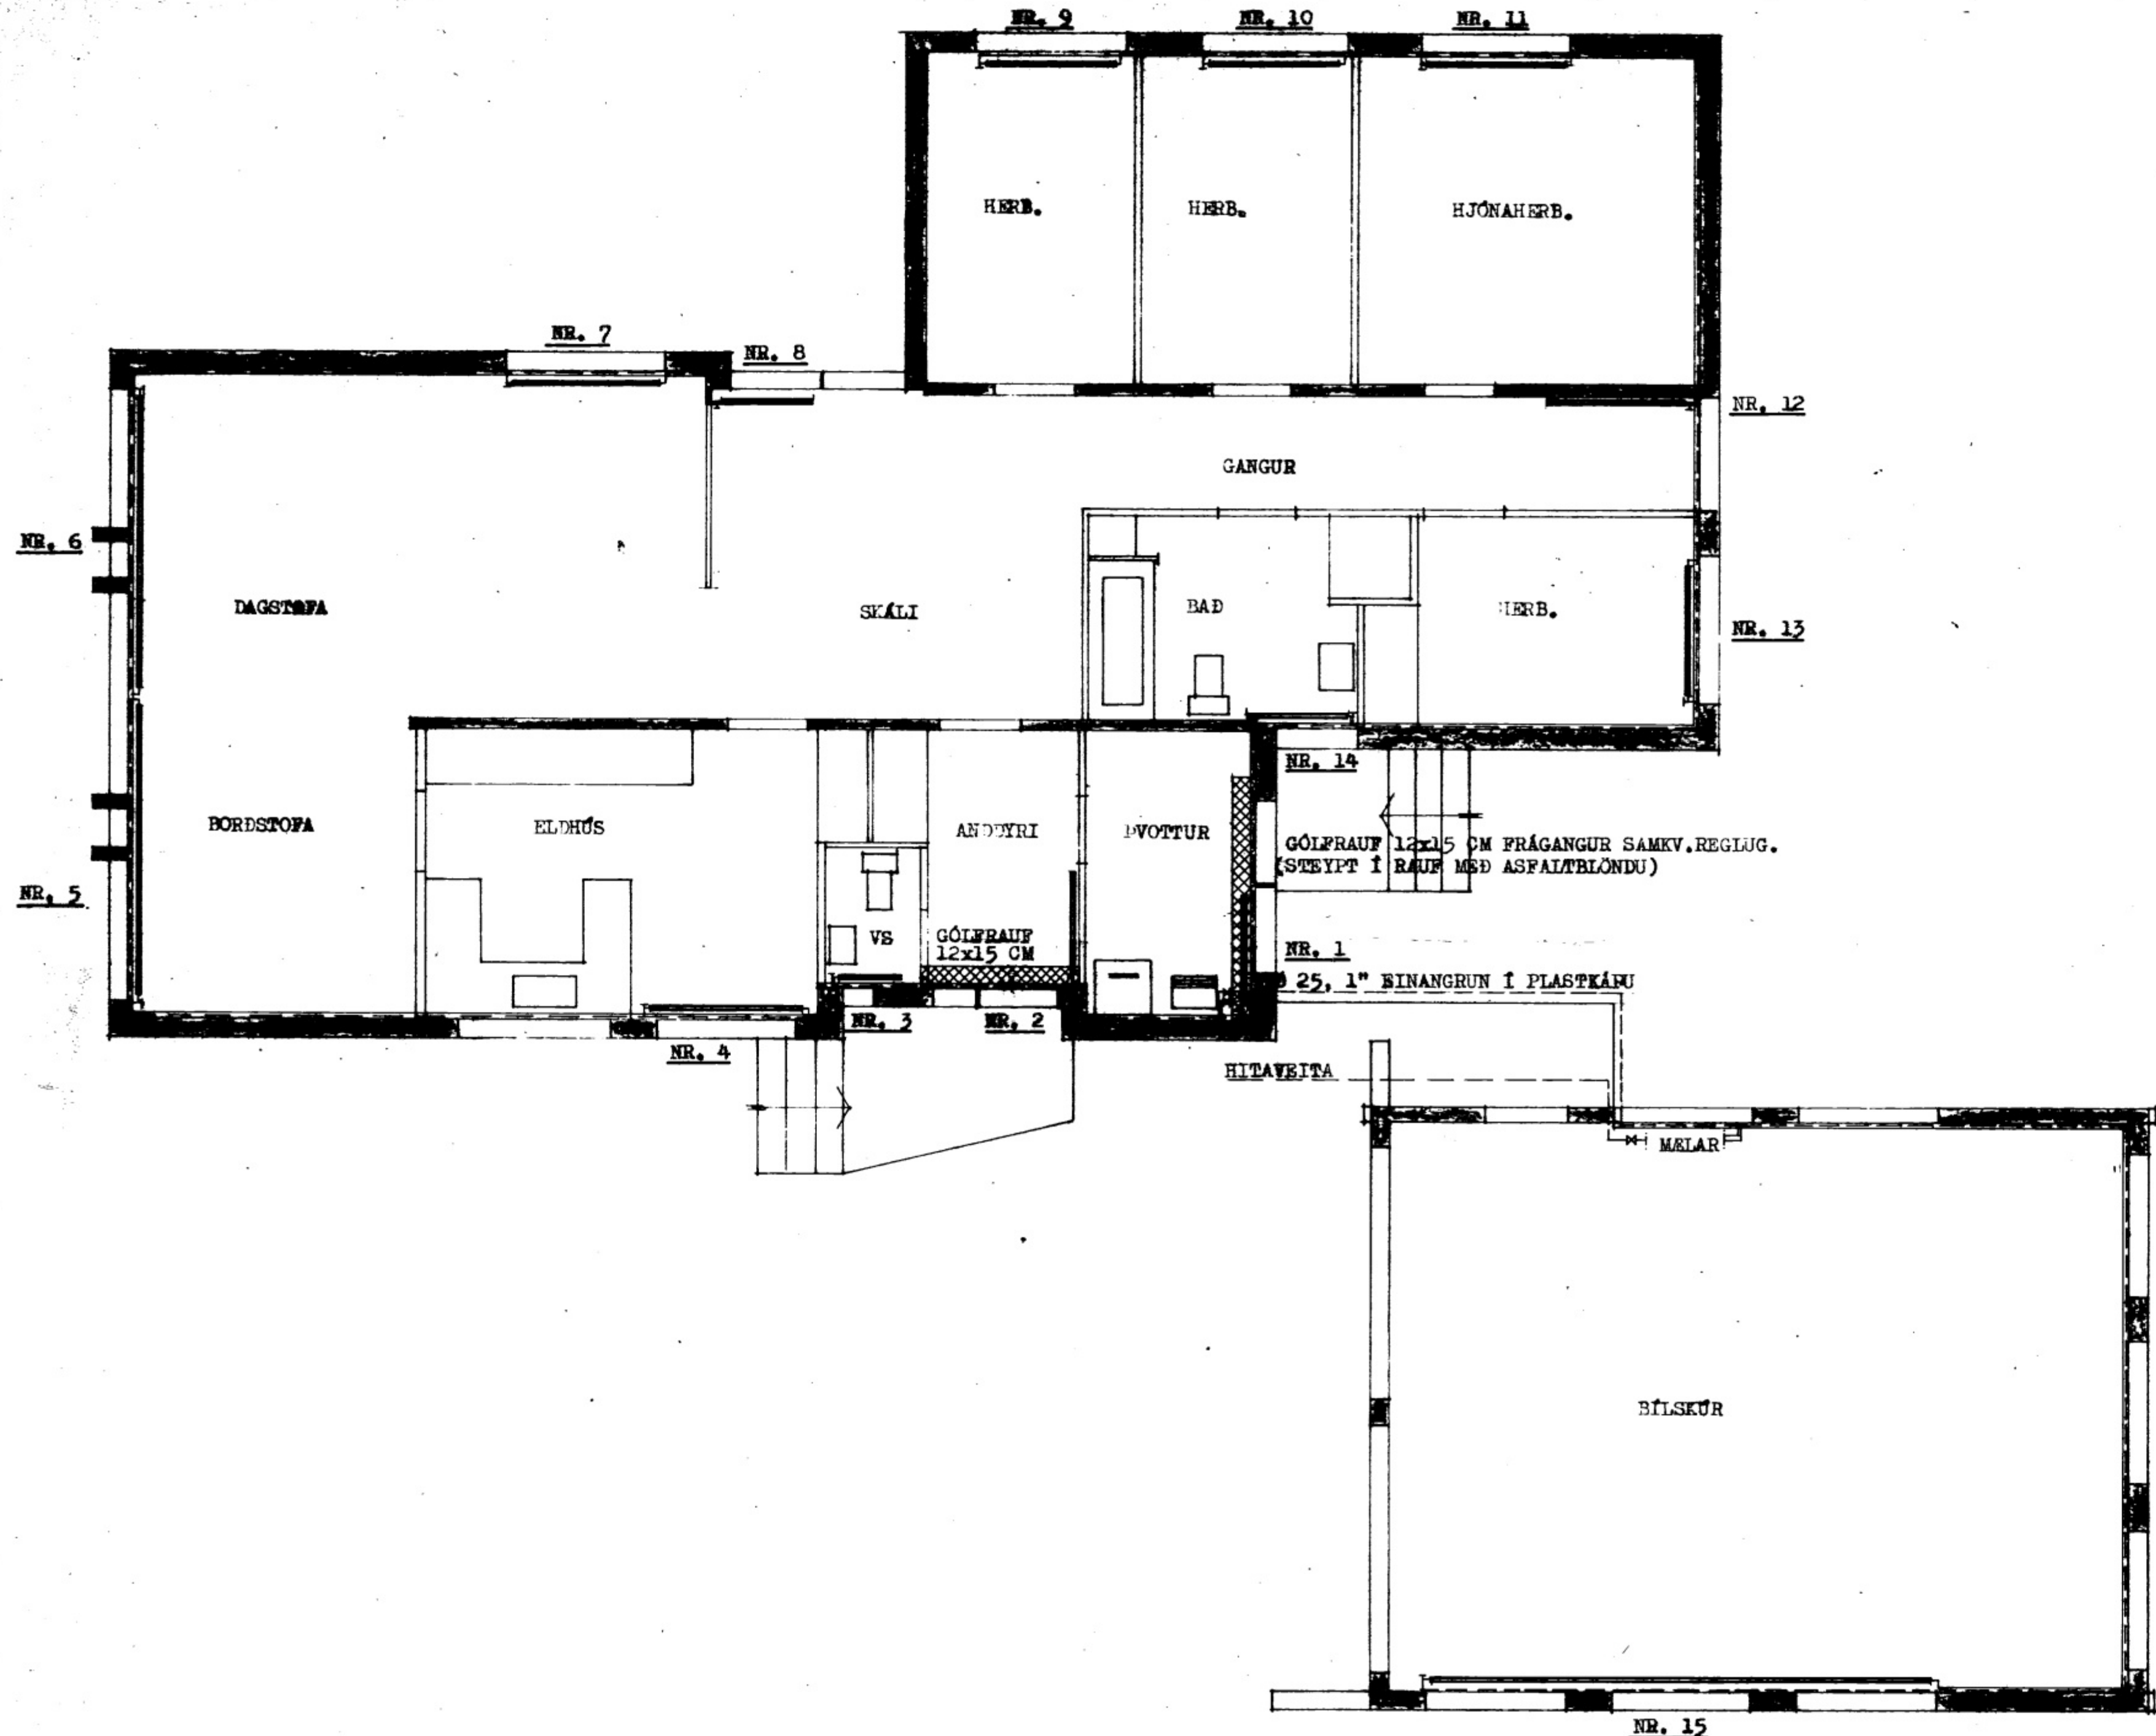 NR. 9
NR. 10
NR. 11
HERB.
HERB.
HJÓNAHERB.
NR. 7
NR. 8
NR. 12
GANGUR
NR. 6
DAGSTOFA
SKÁLI
BAÐ
HERB.
NR. 13
NR. 14
BORÐSTOFA
ELDHÚS
ANDDYRI
ÞVOTTUR
GÓLFRAUF 12x15 CM FRÁGANGUR SAMKV.REGLUG.
(STEYPT Í RAUF MEÐ ASFALTBLÖNDU)
NR. 5
VS
GÓLFRAUF
12x15 CM
NR. 1
Ø 25, 1" EINANGRUN Í PLASTKÁPU
NR. 3
NR. 2
NR. 4
HITAVEITA
MÆLAR
BÍLSKÚR
NR. 15